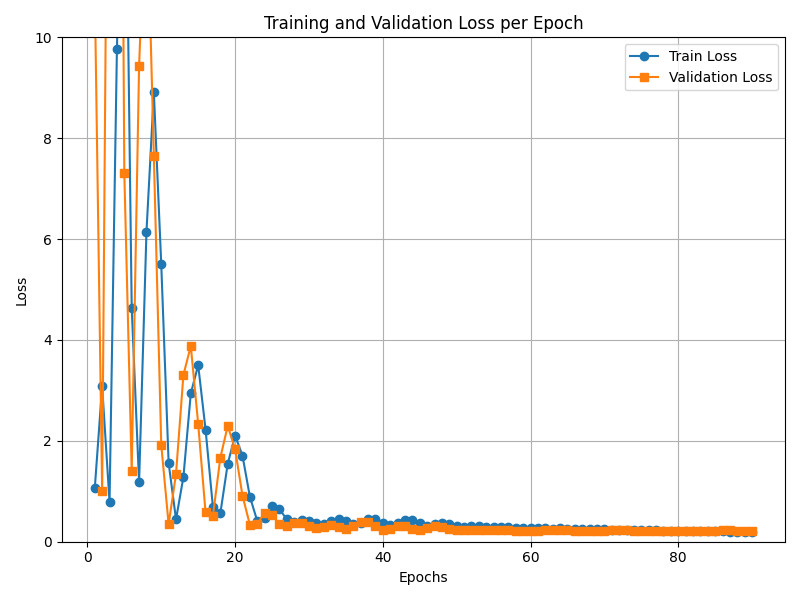 Training and Validation Loss per Epoch
Train Loss
Validation Loss
Loss
10
8
6
4
2
0
0 20 40 60 80
Epochs